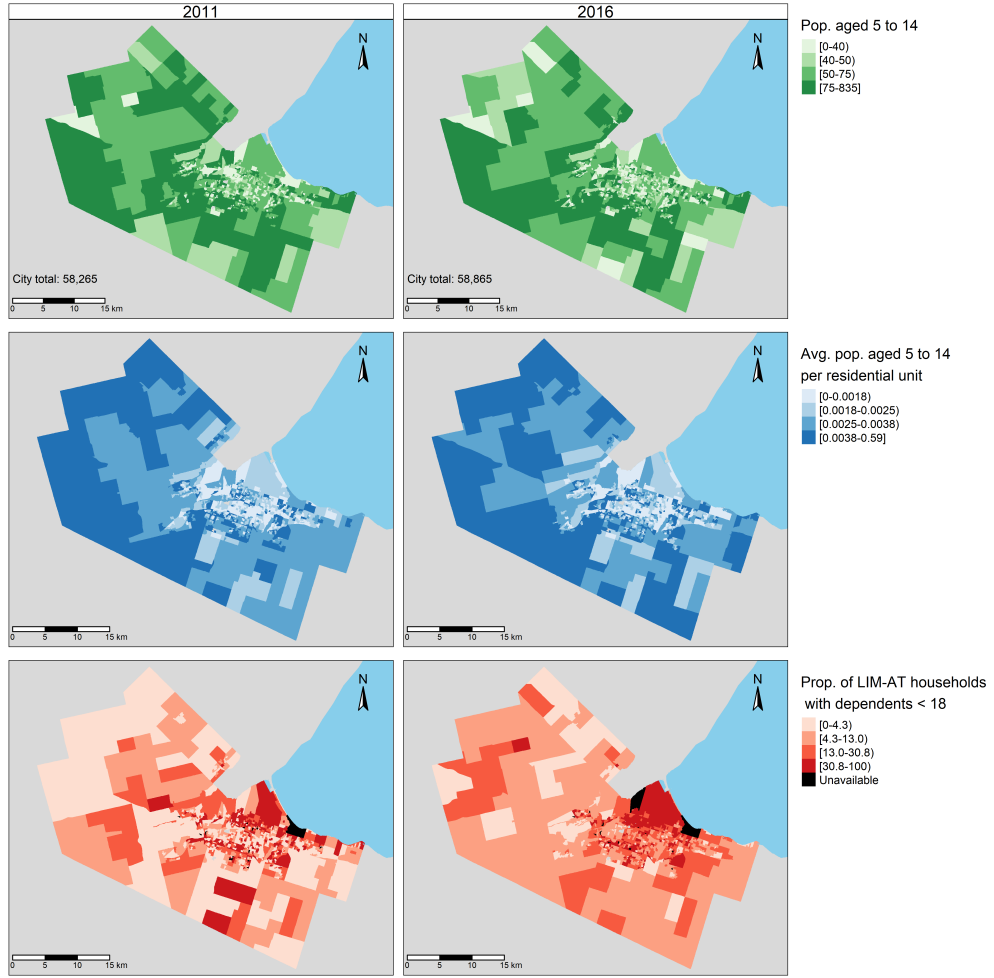 2011
2016
N
N
Pop. aged 5 to 14
[0-40)
[40-50)
[50-75)
[75-835]
City total: 58,265
City total: 58,865
0 5 10 15 km
0 5 10 15 km
N
N
Avg. pop. aged 5 to 14
per residential unit
[0-0.0018)
[0.0018-0.0025)
[0.0025-0.0038)
[0.0038-0.59]
0 5 10 15 km
0 5 10 15 km
N
N
Prop. of LIM-AT households
with dependents < 18
[0-4.3)
[4.3-13.0)
[13.0-30.8)
[30.8-100)
Unavailable
0 5 10 15 km
0 5 10 15 km